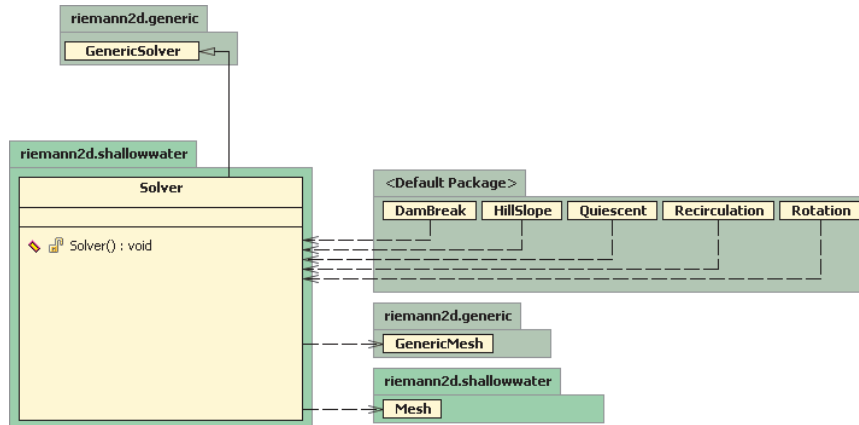 riemann2d.generic
GenericSolver
riemann2d.shallowwater
Solver
Solver() : void
<Default Package>
DamBreak HillSlope Quiescent Recirculation Rotation
riemann2d.generic
GenericMesh
riemann2d.shallowwater
Mesh